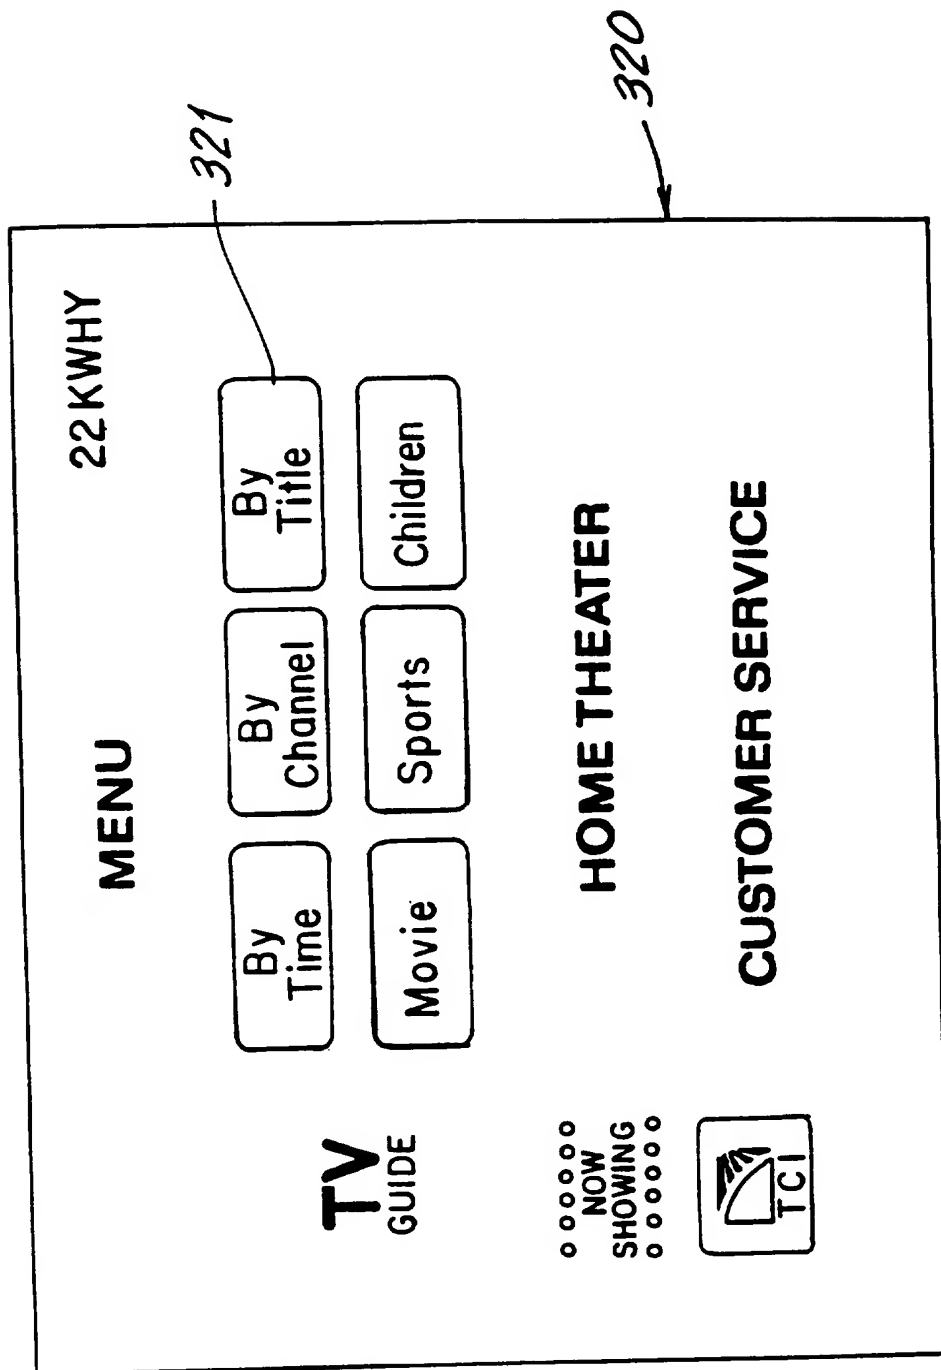 MENU
22KWHY
TV
GUIDE
By
Time
By
Channel
By
Title
321
Movie
Sports
Children
NOW
SHOWING
HOME THEATER
TCI
CUSTOMER SERVICE
320